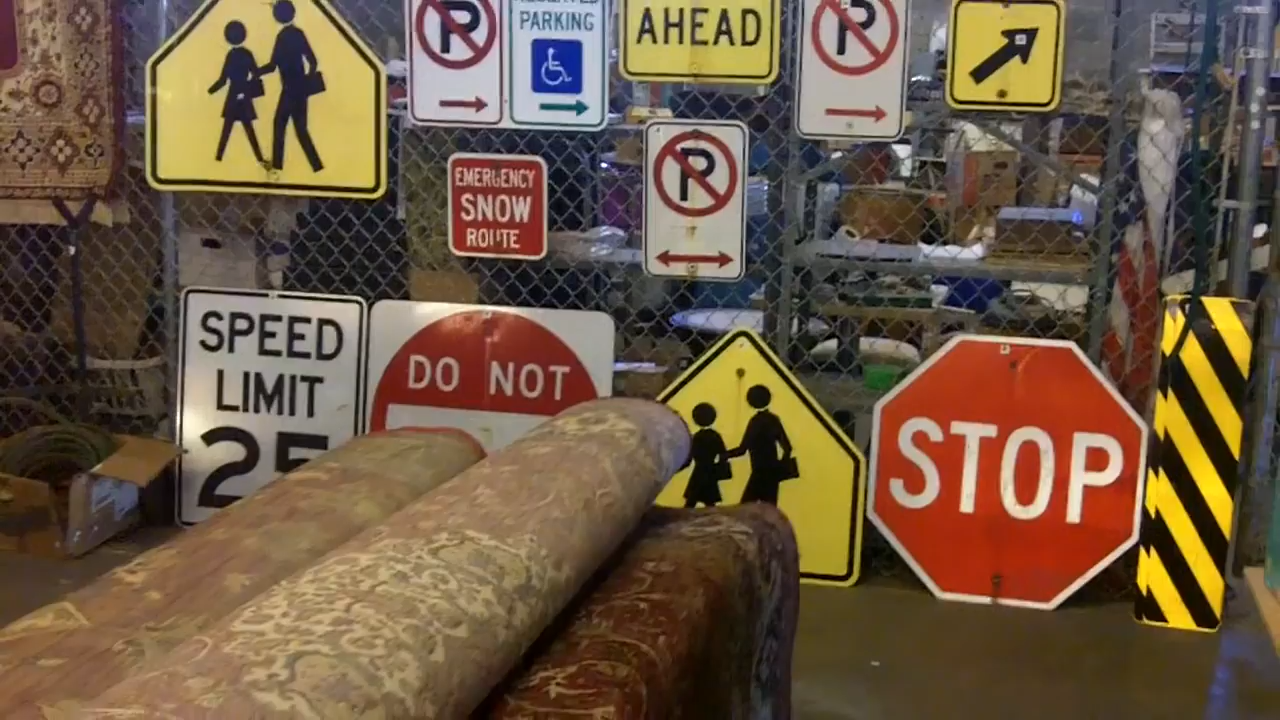 P
PARKING
AHEAD
P
EMERGENCY
SNOW
ROUTE
P
SPEED
LIMIT
25
DO NOT
STOP